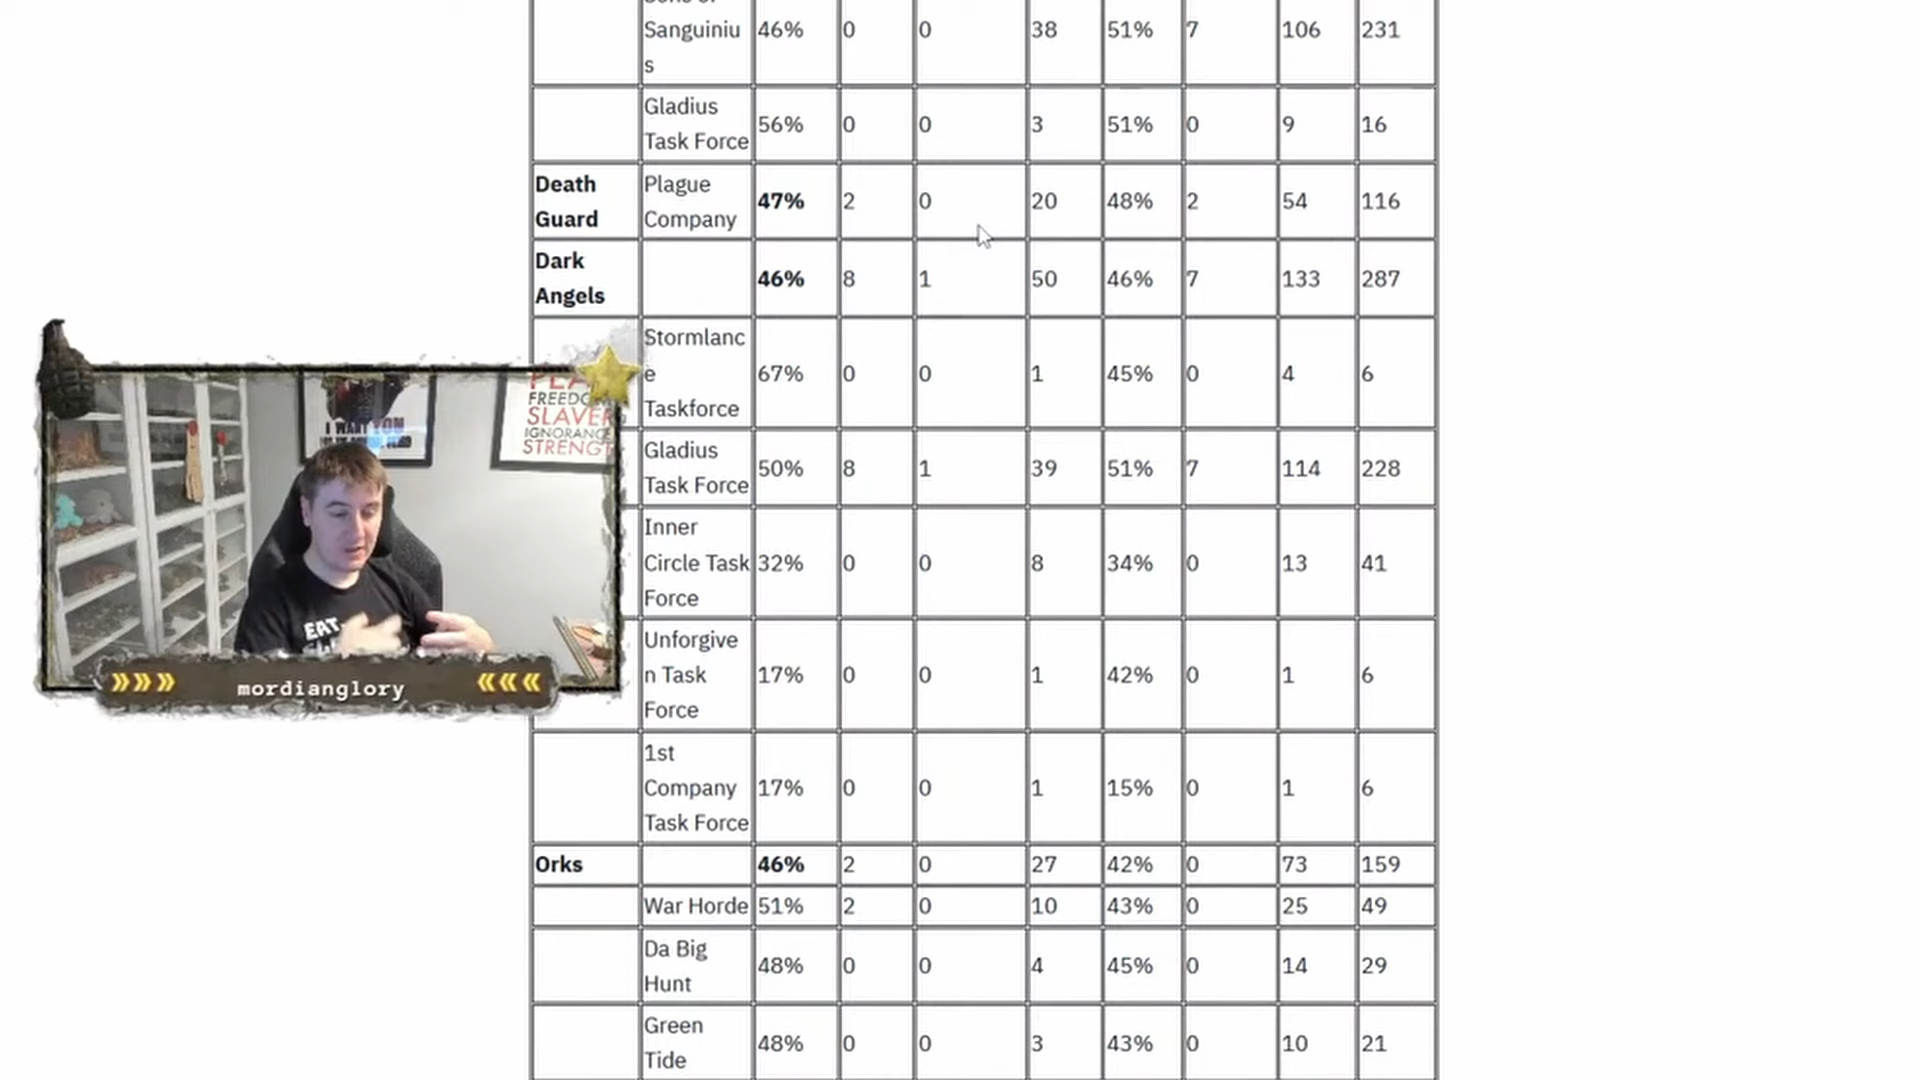 Sanguiniu
s
46% 0 0 38 51% 7 106 231
Gladius
Task Force
56% 0 0 3 51% 0 9 16
Death
Guard
Plague
Company
47% 2 0 20 48% 2 54 116
Dark
Angels
46% 8 1 50 46% 7 133 287
Stormlanc
e
Taskforce
67% 0 0 1 45% 0 4 6
Gladius
Task Force
50% 8 1 39 51% 7 114 228
Inner
Circle Task
Force
32% 0 0 8 34% 0 13 41
Unforgive
n Task
Force
17% 0 0 1 42% 0 1 6
1st
Company
Task Force
17% 0 0 1 15% 0 1 6
Orks 46% 2 0 27 42% 0 73 159
War Horde 51% 2 0 10 43% 0 25 49
Da Big
Hunt
48% 0 0 4 45% 0 14 29
Green
Tide
48% 0 0 3 43% 0 10 21
I WANT YOU
FREEDO
SLAVER
IGNORANCE
STRENGT
EAT
mordianglory